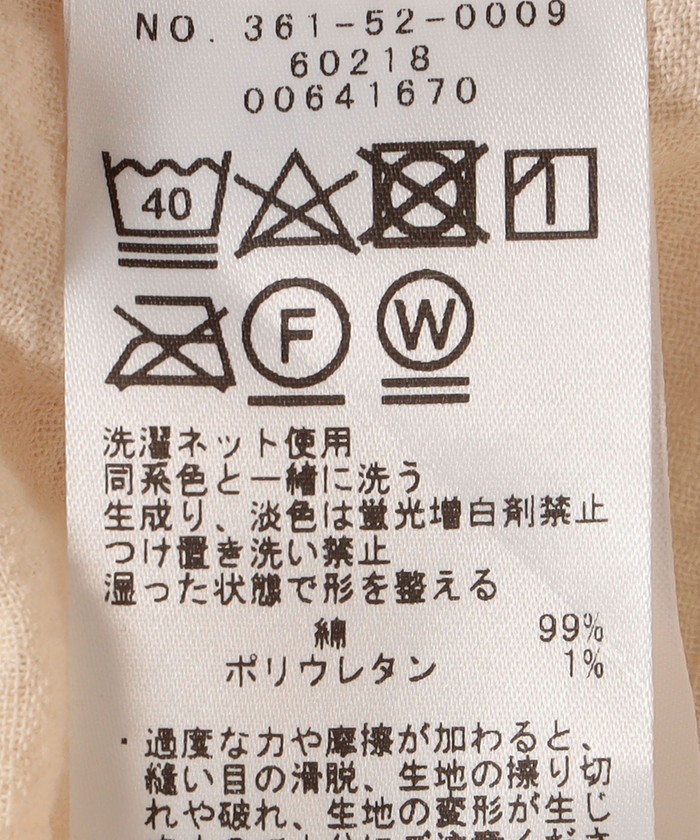 NO. 361-52-0009
60218
00641670
40
F W
洗濯ネット使用
同系色と一緒に洗う
生成り、淡色は蛍光増白剤禁止
つけ置き洗い禁止
湿った状態で形を整える
綿 99%
ポリウレタン 1%
・過度な力や摩擦が加わると、
縫い目の滑脱、生地の擦り切
れや破れ、生地の変形が生じ